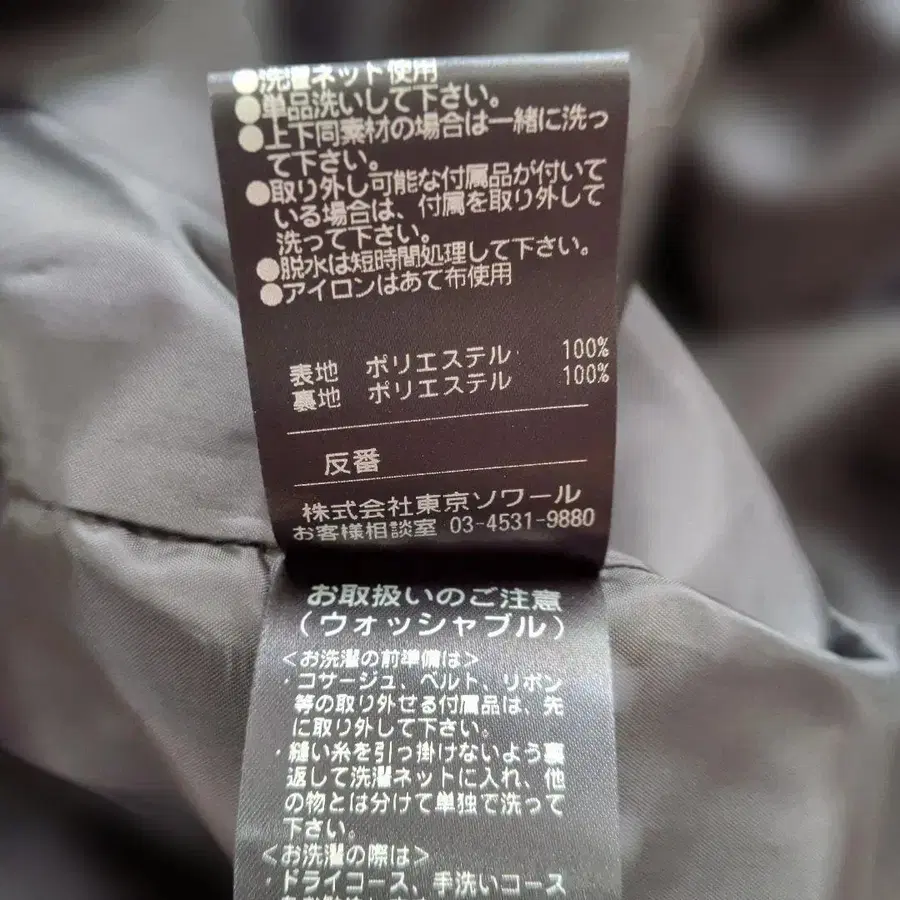 ●洗濯ネット使用
●単品洗いして下さい。
●上下同素材の場合は一緒に洗っ
て下さい。
●取り外し可能な付属品が付いて
いる場合は、付属を取り外して
洗って下さい。
●脱水は短時間処理して下さい。
●アイロンはあて布使用
表地 ポリエステル 100%
裏地 ポリエステル 100%
反番
株式会社東京ソワール
お客様相談室 03-4531-9880
お取扱いのご注意
(ウォッシャブル)
<お洗濯の前準備は>
・コサージュ、ベルト、リボン
等の取り外せる付属品は、先
に取り外して下さい。
・縫い糸を引っ掛けないよう裏
返して洗濯ネットに入れ、他
の物とは分けて単独で洗って
下さい。
<お洗濯の際は>
・ドライコース、手洗いコース